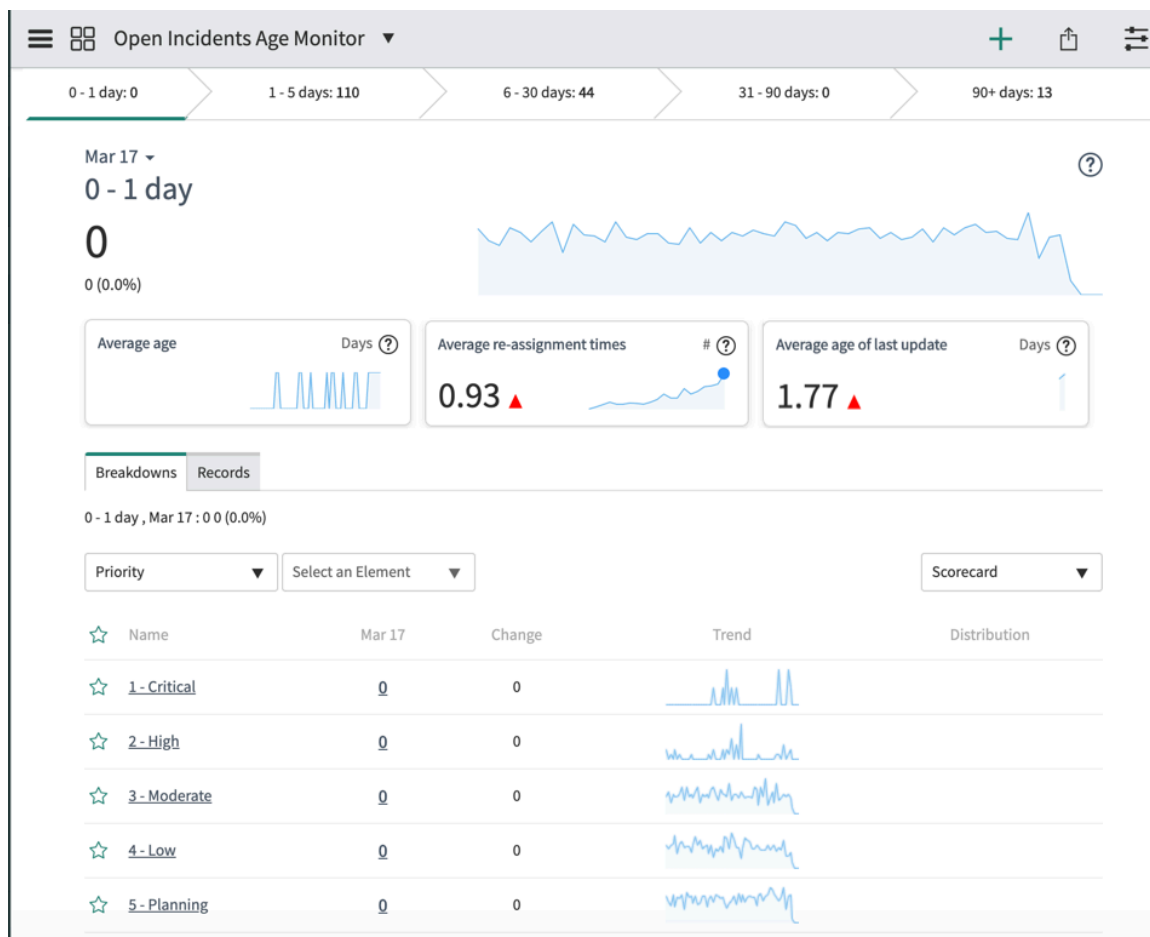 Open Incidents Age Monitor
0 - 1 day: 0 1 - 5 days: 110 6 - 30 days: 44 31 - 90 days: 0 90+ days: 13
Mar 17
0 - 1 day
0
0 (0.0%)
Average age Days ?
Average re-assignment times # ?
0.93
Average age of last update Days ?
1.77
Breakdowns Records
0 - 1 day , Mar 17 : 0 0 (0.0%)
Priority Select an Element Scorecard
Name Mar 17 Change Trend Distribution
1 - Critical 0 0
2 - High 0 0
3 - Moderate 0 0
4 - Low 0 0
5 - Planning 0 0